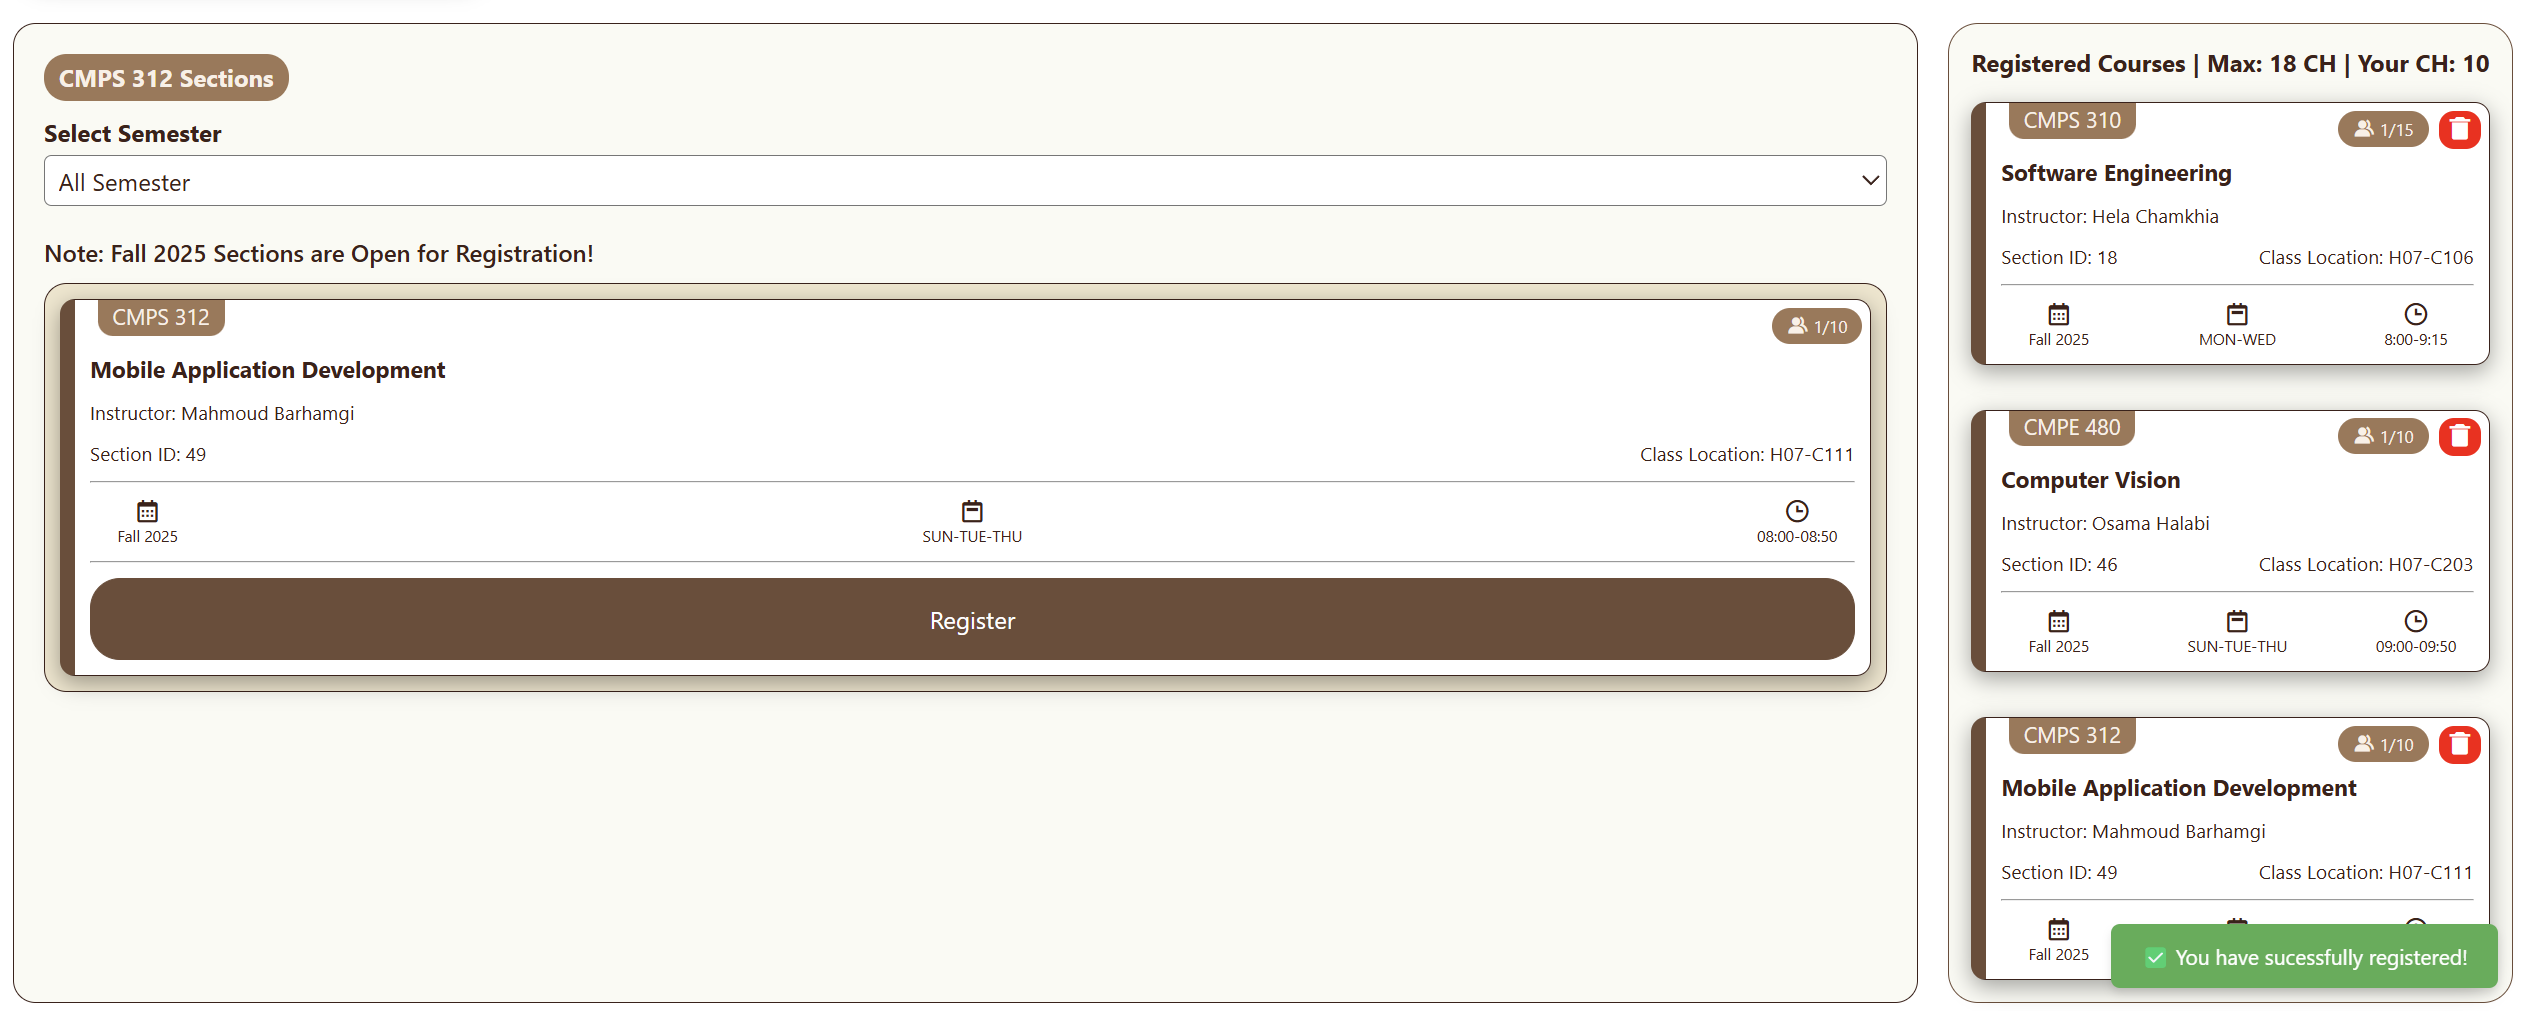 CMPS 312 Sections
Select Semester
All Semester
Note: Fall 2025 Sections are Open for Registration!
CMPS 312
1/10
Mobile Application Development
Instructor: Mahmoud Barhamgi
Section ID: 49
Class Location: H07-C111
Fall 2025
SUN-TUE-THU
08:00-08:50
Register
Registered Courses | Max: 18 CH | Your CH: 10
CMPS 310
1/15
Software Engineering
Instructor: Hela Chamkhia
Section ID: 18
Class Location: H07-C106
Fall 2025
MON-WED
8:00-9:15
CMPE 480
1/10
Computer Vision
Instructor: Osama Halabi
Section ID: 46
Class Location: H07-C203
Fall 2025
SUN-TUE-THU
09:00-09:50
CMPS 312
1/10
Mobile Application Development
Instructor: Mahmoud Barhamgi
Section ID: 49
Class Location: H07-C111
Fall 2025
You have sucessfully registered!